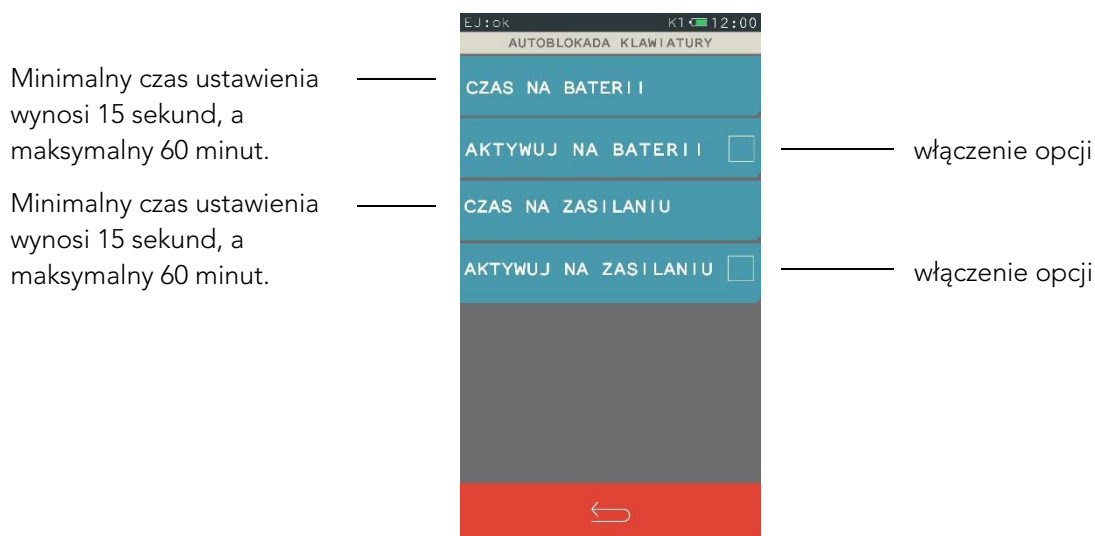 EJ:ok K1 12:00
AUTOBLOKADA KLAWIATURY
Minimalny czas ustawienia
wynosi 15 sekund, a
maksymalny 60 minut.
CZAS NA BATERII
AKTYWUJ NA BATERII
włączenie opcji
Minimalny czas ustawienia
wynosi 15 sekund, a
maksymalny 60 minut.
CZAS NA ZASILANIU
AKTYWUJ NA ZASILANIU
włączenie opcji